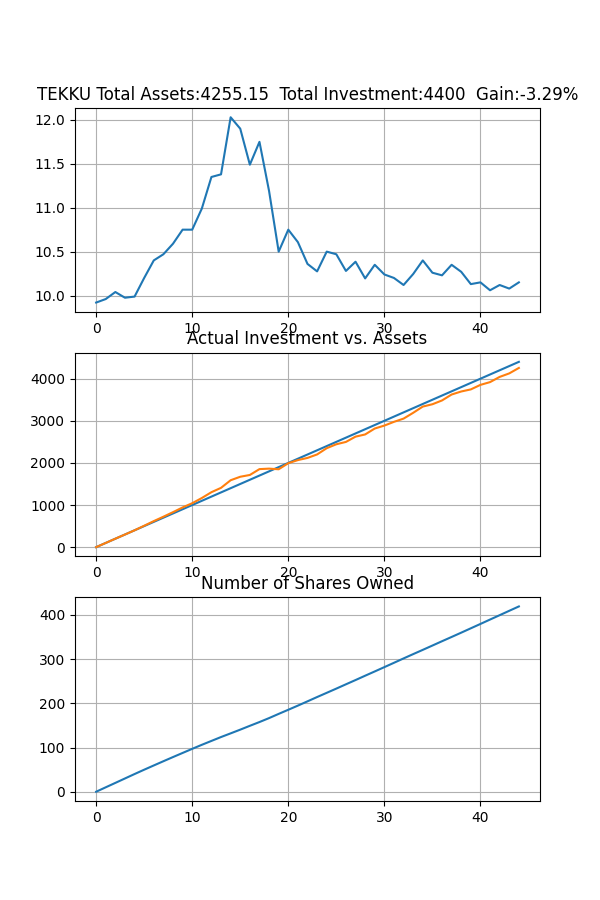 TEKKU Total Assets:4255.15  Total Investment:4400  Gain:-3.29%
12.0
11.5
11.0
10.5
10.0
0 10 20 30 40
Actual Investment vs. Assets
4000
3000
2000
1000
0
0 10 20 30 40
Number of Shares Owned
400
300
200
100
0
0 10 20 30 40